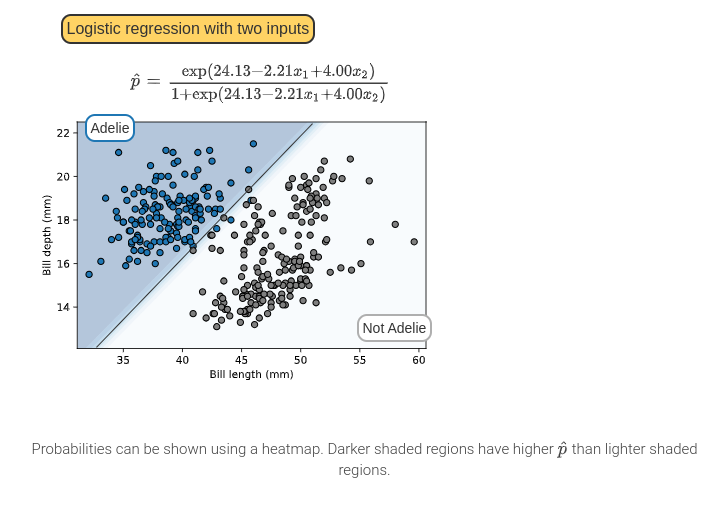 Logistic regression with two inputs
p̂ = exp(24.13−2.21x₁+4.00x₂) / 1+exp(24.13−2.21x₁+4.00x₂)
Adelie
22
20
18
16
14
Bill depth (mm)
Not Adelie
35 40 45 50 55 60
Bill length (mm)
Probabilities can be shown using a heatmap. Darker shaded regions have higher p̂ than lighter shaded
regions.